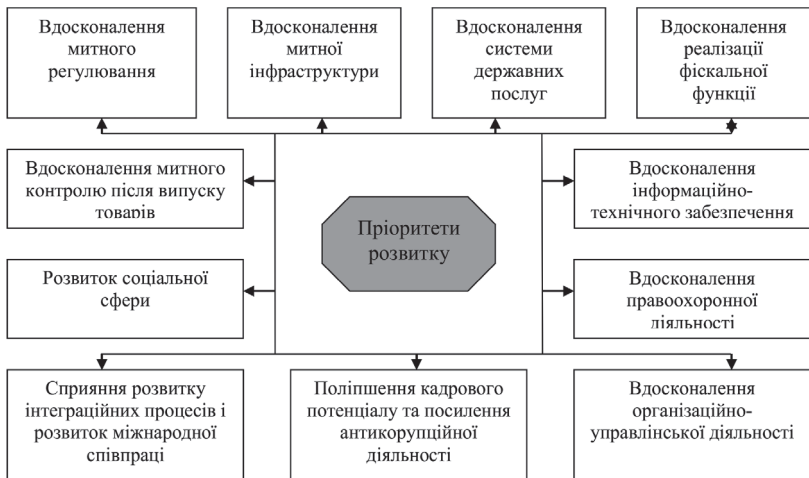 Вдосконалення
митного
регулювання
Вдосконалення
митної
інфраструктури
Вдосконалення
системи
державних
послуг
Вдосконалення
реалізації
фіскальної
функції
Вдосконалення митного
контролю після випуску
товарів
Вдосконалення
інформаційно-
технічного забезпечення
Пріоритети
розвитку
Розвиток соціальної
сфери
Вдосконалення
правоохоронної
діяльності
Сприяння розвитку
інтеграційних процесів і
розвиток міжнародної
співпраці
Поліпшення кадрового
потенціалу та посилення
антикорупційної
діяльності
Вдосконалення
організаційно-
управлінської діяльності